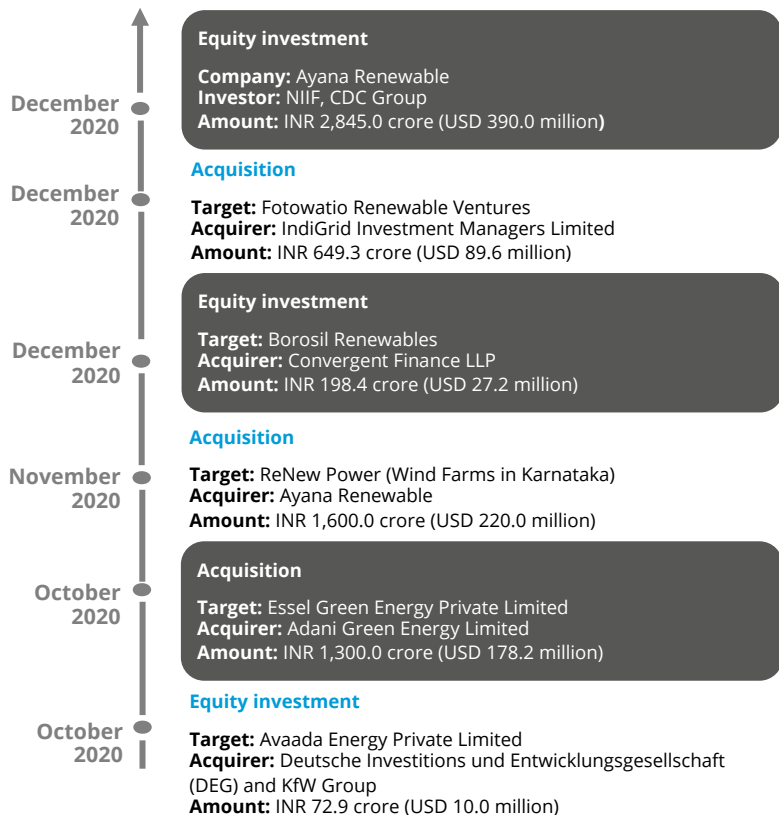 Equity investment
Company: Ayana Renewable
December
2020
Investor: NIIF, CDC Group
Amount: INR 2,845.0 crore (USD 390.0 million)
Acquisition
December
2020
Target: Fotowatio Renewable Ventures
Acquirer: IndiGrid Investment Managers Limited
Amount: INR 649.3 crore (USD 89.6 million)
Equity investment
December
2020
Target: Borosil Renewables
Acquirer: Convergent Finance LLP
Amount: INR 198.4 crore (USD 27.2 million)
Acquisition
November
2020
Target: ReNew Power (Wind Farms in Karnataka)
Acquirer: Ayana Renewable
Amount: INR 1,600.0 crore (USD 220.0 million)
Acquisition
October
2020
Target: Essel Green Energy Private Limited
Acquirer: Adani Green Energy Limited
Amount: INR 1,300.0 crore (USD 178.2 million)
Equity investment
October
2020
Target: Avaada Energy Private Limited
Acquirer: Deutsche Investitions und Entwicklungsgesellschaft
(DEG) and KfW Group
Amount: INR 72.9 crore (USD 10.0 million)